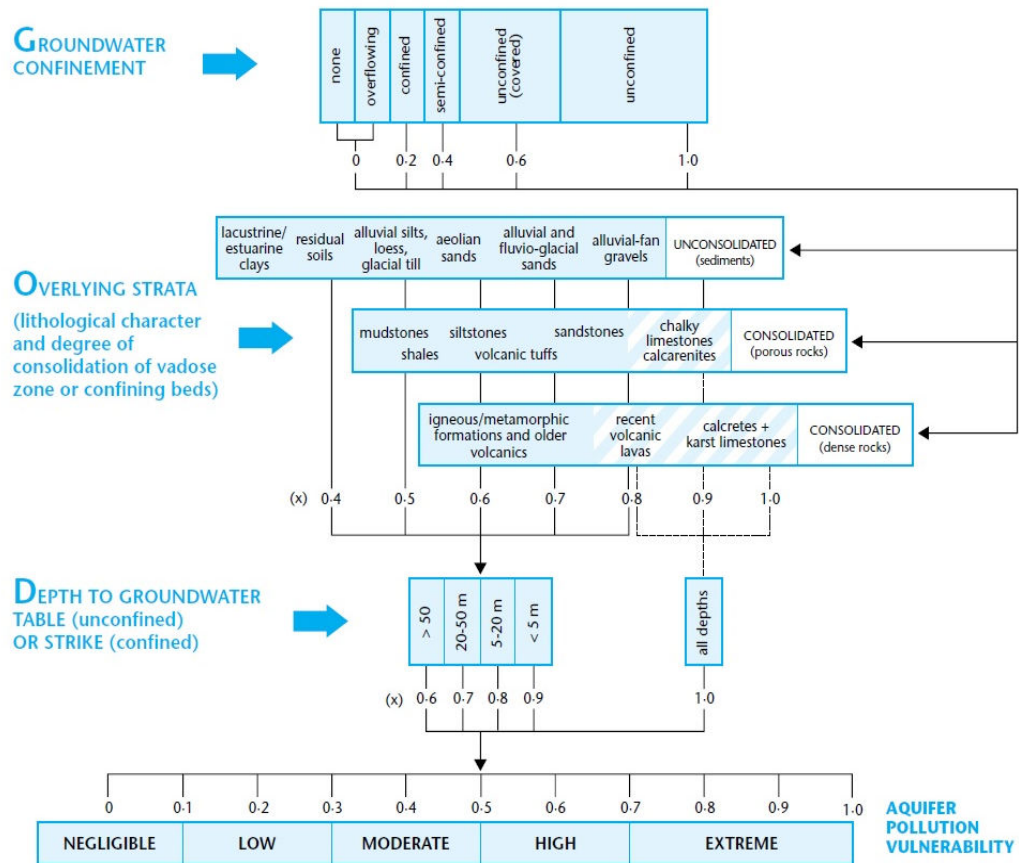 GROUNDWATER
CONFINEMENT
none
overflowing
confined
semi-confined
unconfined
(covered)
unconfined
0 0·2 0·4 0·6 1·0
lacustrine/
estuarine
clays
residual
soils
alluvial silts,
loess,
glacial till
aeolian
sands
alluvial and
fluvio-glacial
sands
alluvial-fan
gravels
UNCONSOLIDATED
(sediments)
OVERLYING STRATA
(lithological character
and degree of
consolidation of vadose
zone or confining beds)
mudstones
shales
siltstones
volcanic tuffs
sandstones
chalky
limestones
calcarenites
CONSOLIDATED
(porous rocks)
igneous/metamorphic
formations and older
volcanics
recent
volcanic
lavas
calcretes +
karst limestones
CONSOLIDATED
(dense rocks)
(x) 0·4 0·5 0·6 0·7 0·8 0·9 1·0
DEPTH TO GROUNDWATER
TABLE (unconfined)
OR STRIKE (confined)
> 50
20-50 m
5-20 m
< 5 m
all depths
(x) 0·6 0·7 0·8 0·9 1·0
0 0·1 0·2 0·3 0·4 0·5 0·6 0·7 0·8 0·9 1·0
NEGLIGIBLE LOW MODERATE HIGH EXTREME
AQUIFER
POLLUTION
VULNERABILITY